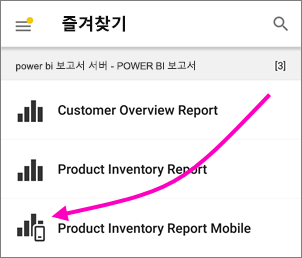 즐겨찾기
power bi 보고서 서버 - POWER BI 보고서 [3]
Customer Overview Report
Product Inventory Report
Product Inventory Report Mobile